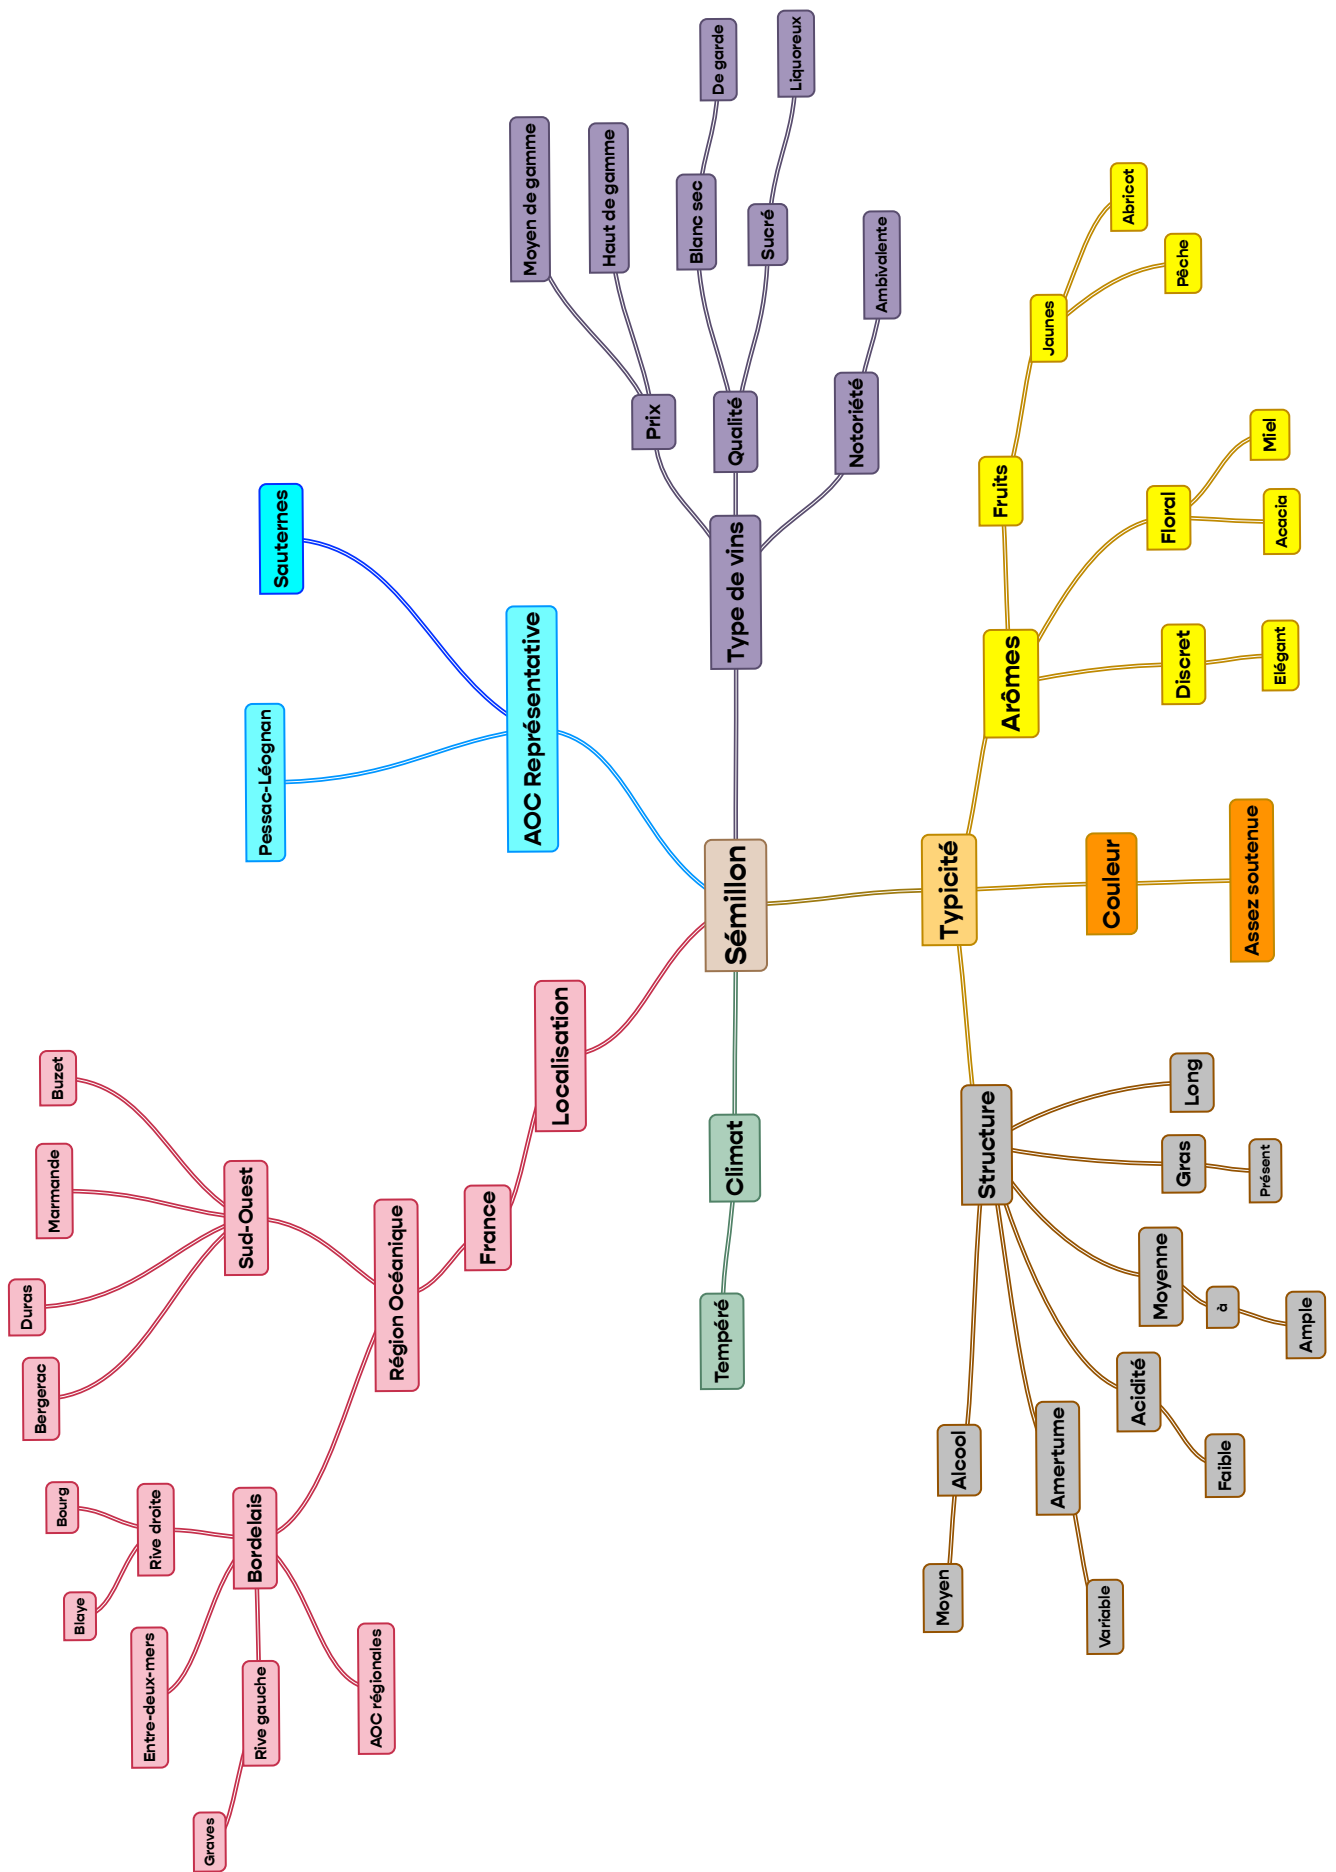 Sémillon
Type de vins
Prix
Moyen de gamme
Haut de gamme
Qualité
Blanc sec
De garde
Sucré
Liquoreux
Notoriété
Ambivalente
Typicité
Arômes
Fruits
Jaunes
Abricot
Pêche
Floral
Miel
Acacia
Discret
Elégant
Couleur
Assez soutenue
Structure
Long
Gras
Présent
Moyenne
à
Ample
Acidité
Faible
Amertume
Variable
Alcool
Moyen
Climat
Tempéré
Localisation
France
Région Océanique
Sud-Ouest
Buzet
Marmande
Duras
Bergerac
Bordelais
Rive droite
Bourg
Blaye
Entre-deux-mers
Rive gauche
Graves
AOC régionales
AOC Représentative
Sauternes
Pessac-Léognan